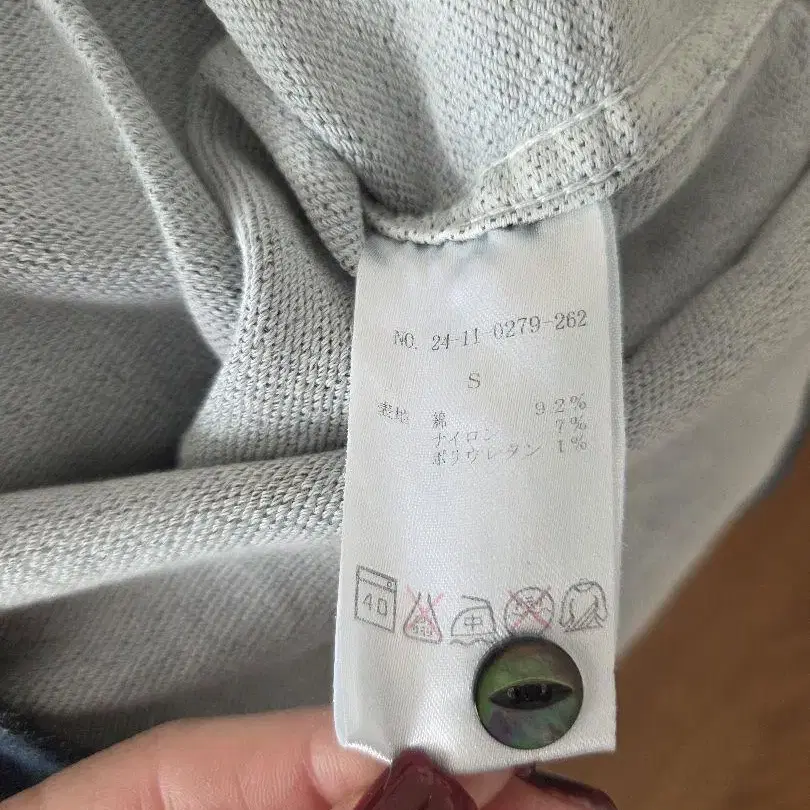 NO. 24-11-0279-262
S
表地 綿 92%
ナイロン 7%
ポリウレタン 1%
40
中